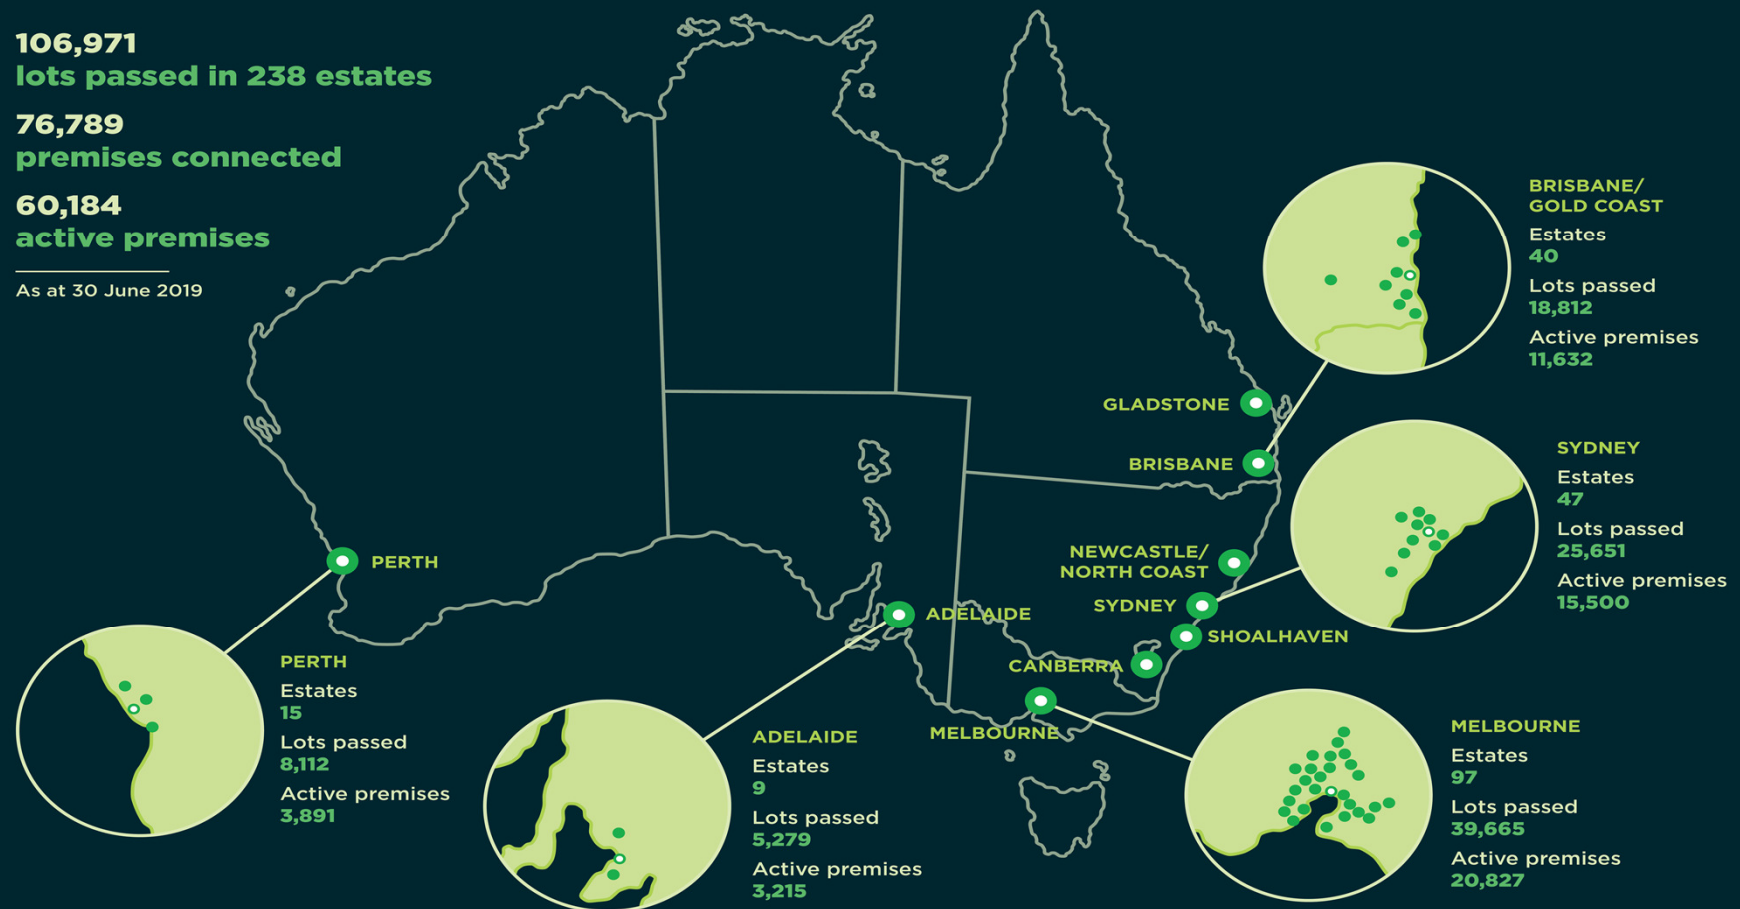 106,971
lots passed in 238 estates
76,789
premises connected
60,184
active premises
As at 30 June 2019
BRISBANE/
GOLD COAST
Estates
40
Lots passed
18,812
Active premises
11,632
GLADSTONE
BRISBANE
SYDNEY
Estates
47
Lots passed
25,651
Active premises
15,500
PERTH
NEWCASTLE/
NORTH COAST
SYDNEY
ADELAIDE
SHOALHAVEN
CANBERRA
MELBOURNE
PERTH
Estates
15
Lots passed
8,112
Active premises
3,891
ADELAIDE
Estates
9
Lots passed
5,279
Active premises
3,215
MELBOURNE
Estates
97
Lots passed
39,665
Active premises
20,827